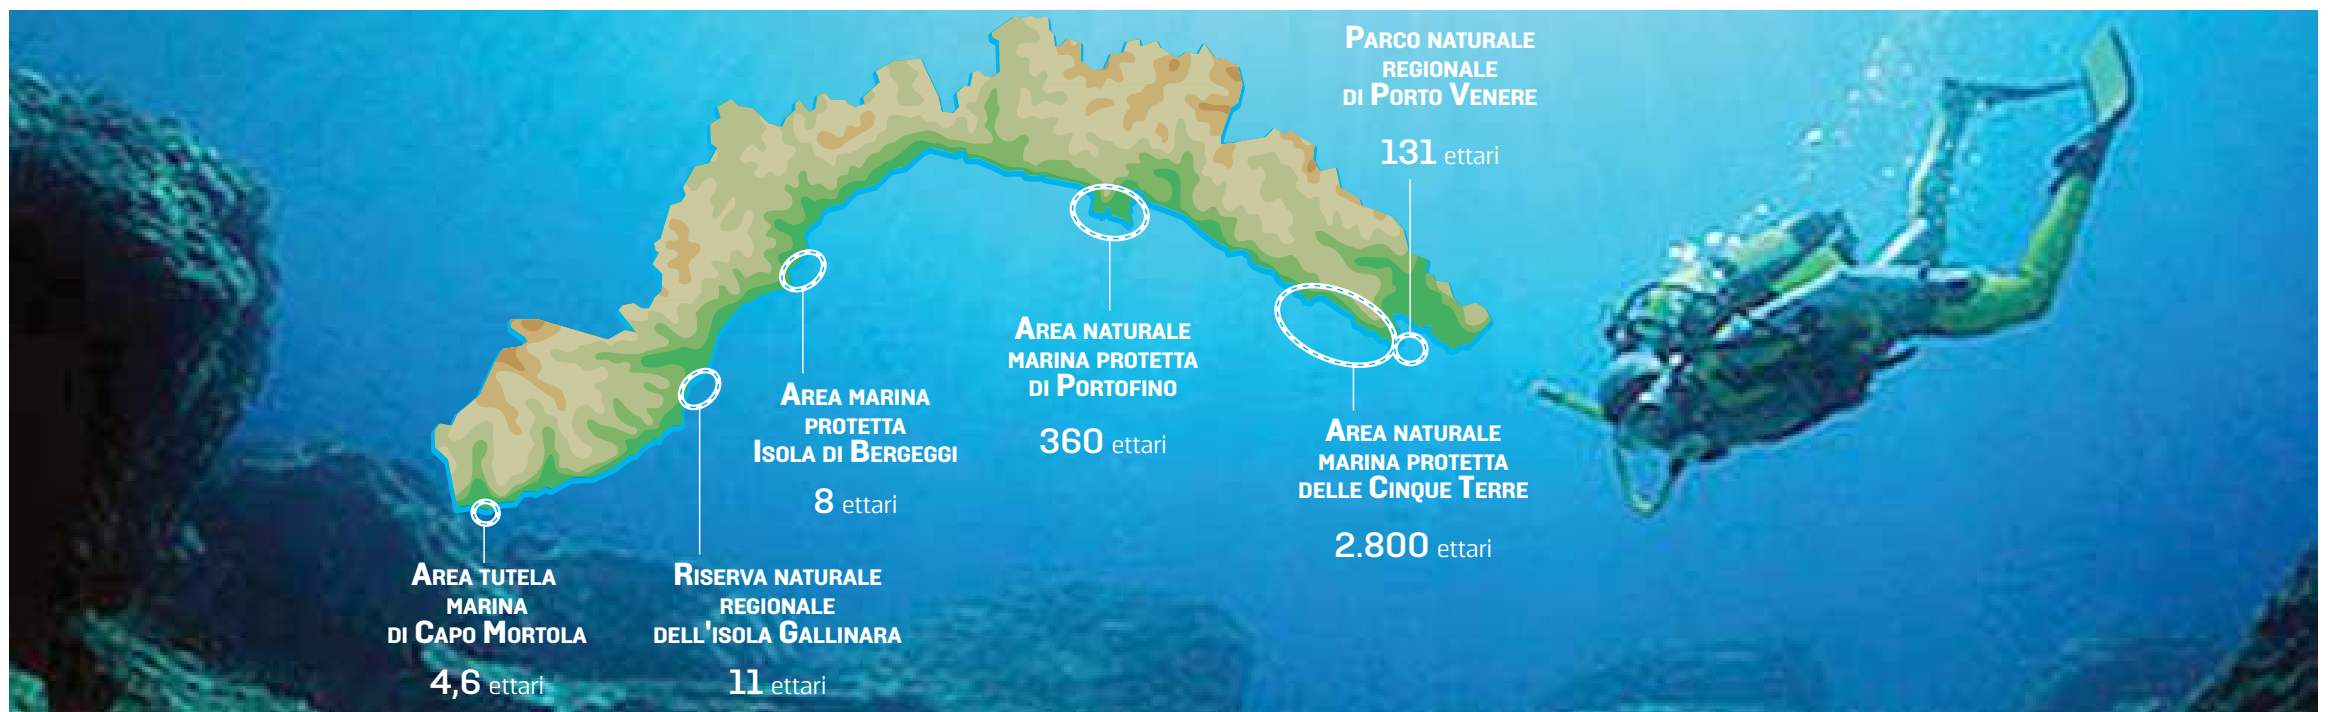 PARCO NATURALE
REGIONALE
DI PORTO VENERE
131 ettari
AREA NATURALE
MARINA PROTETTA
DI PORTOFINO
360 ettari
AREA MARINA
PROTETTA
ISOLA DI BERGEGGI
8 ettari
AREA NATURALE
MARINA PROTETTA
DELLE CINQUE TERRE
2.800 ettari
AREA TUTELA
MARINA
DI CAPO MORTOLA
4,6 ettari
RISERVA NATURALE
REGIONALE
DELL'ISOLA GALLINARA
11 ettari